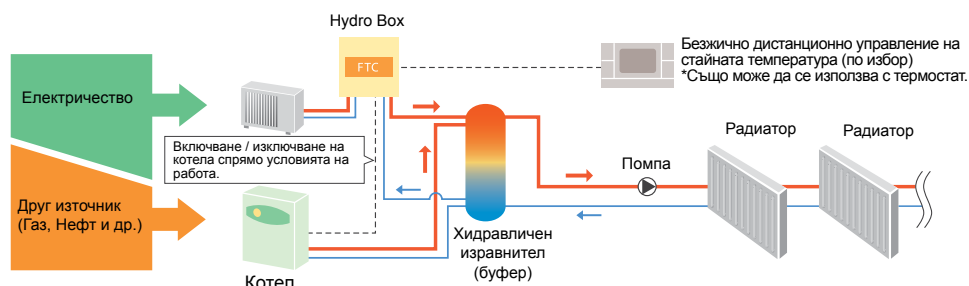 Hydro Box
FTC
Безжично дистанционно управление на
стайната температура (по избор)
*Също може да се използва с термостат.
Електричество
Включване / изключване на
котела спрямо условията на
работа.
Помпа
Радиатор
Радиатор
Друг източник
(Газ, Нефт и др.)
Хидравличен
изравнител
(буфер)
Котел